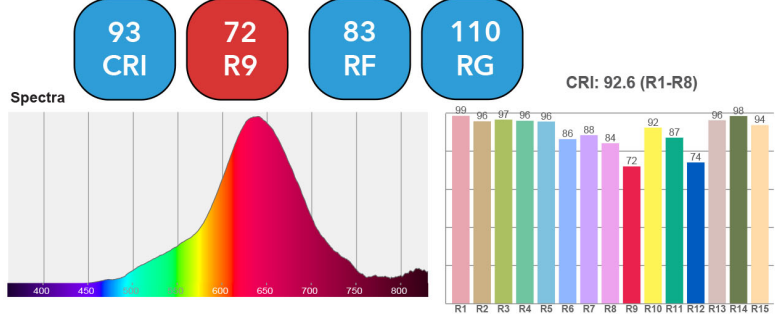 93
CRI
72
R9
83
RF
110
RG
Spectra
400 450 500 550 600 650 700 750 800
CRI: 92.6 (R1-R8)
99 96 97 96 96 86 88 84 72 92 87 74 96 98 94
R1 R2 R3 R4 R5 R6 R7 R8 R9 R10 R11 R12 R13 R14 R15